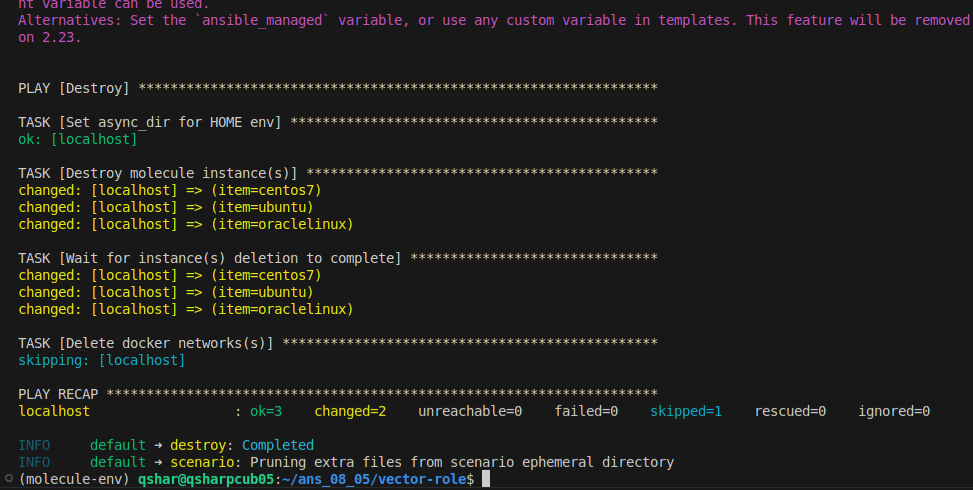 nt variable can be used.
Alternatives: Set the `ansible_managed` variable, or use any custom variable in templates. This feature will be removed
on 2.23.
PLAY [Destroy] *****************************************************************
TASK [Set async_dir for HOME env] **********************************************
ok: [localhost]
TASK [Destroy molecule instance(s)] ********************************************
changed: [localhost] => (item=centos7)
changed: [localhost] => (item=ubuntu)
changed: [localhost] => (item=oraclelinux)
TASK [Wait for instance(s) deletion to complete] *******************************
changed: [localhost] => (item=centos7)
changed: [localhost] => (item=ubuntu)
changed: [localhost] => (item=oraclelinux)
TASK [Delete docker networks(s)] ***********************************************
skipping: [localhost]
PLAY RECAP *********************************************************************
localhost                  : ok=3    changed=2    unreachable=0    failed=0    skipped=1    rescued=0    ignored=0
INFO     default ➜ destroy: Completed
INFO     default ➜ scenario: Pruning extra files from scenario ephemeral directory
(molecule-env) qshar@qsharpcub05:~/ans_08_05/vector-role$